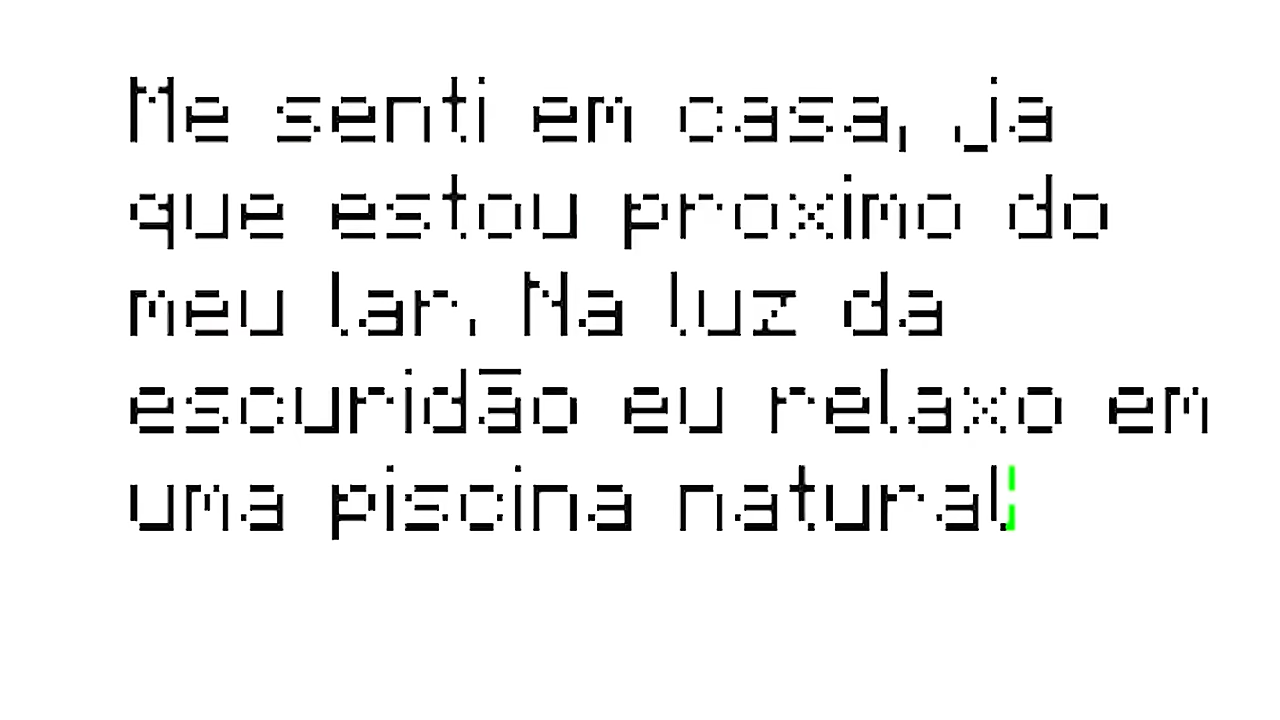 Me senti em casa, ja
que estou proximo do
meu lar. Na luz da
escuridão eu relaxo em
uma piscina natural